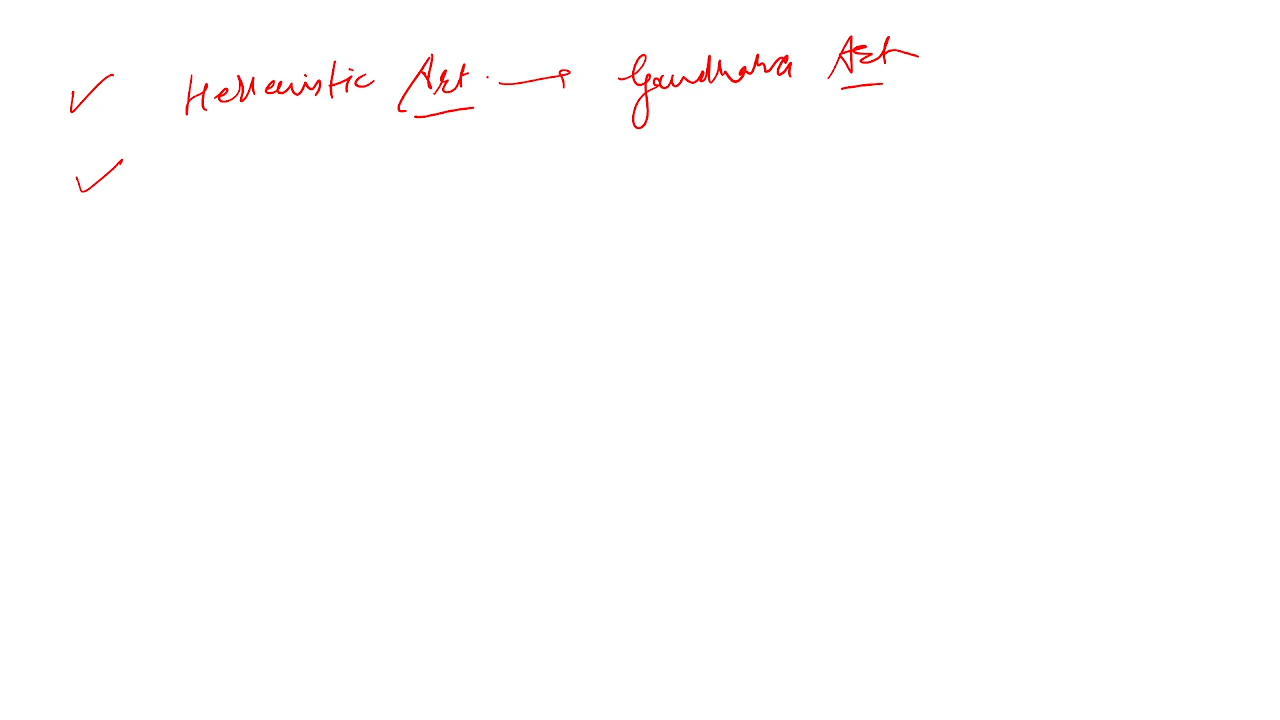 ✓ Hellenistic Art → Gandhara Art
✓